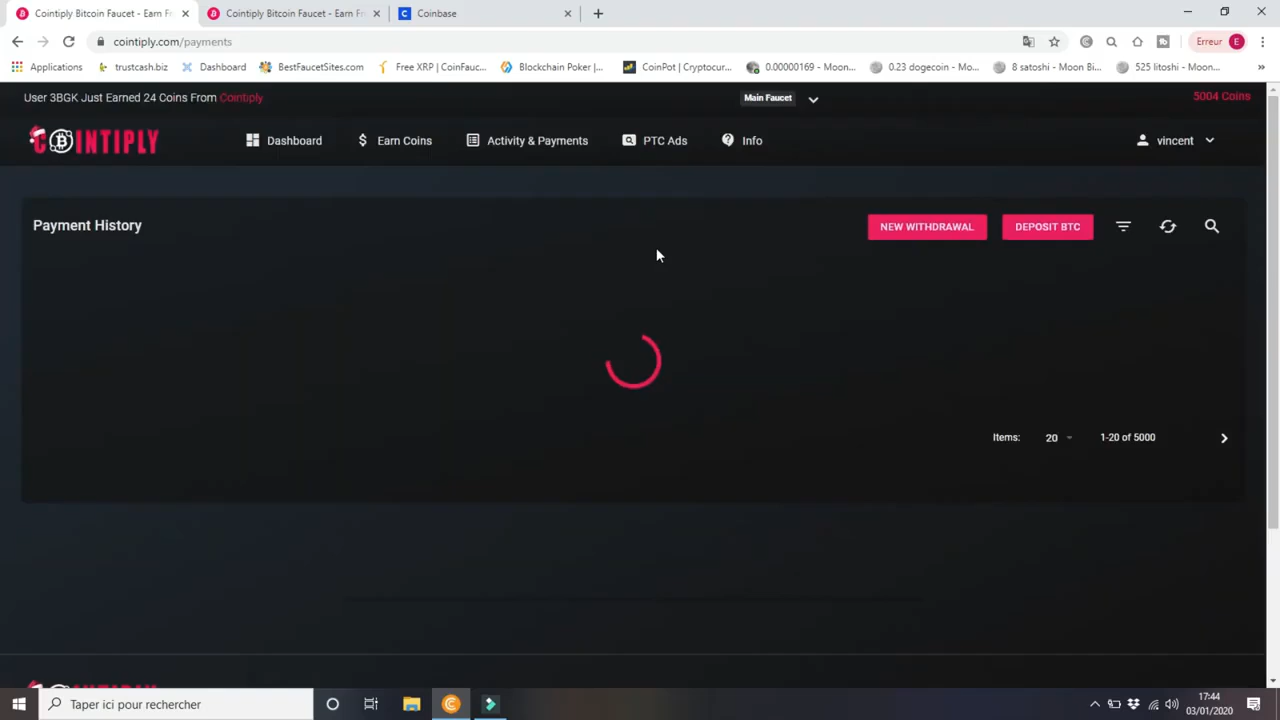 Cointiply Bitcoin Faucet - Earn Fr
Cointiply Bitcoin Faucet - Earn Fr
Coinbase
cointiply.com/payments
Erreur E
Applications
trustcash.biz
Dashboard
BestFaucetSites.com
Free XRP | CoinFauc...
Blockchain Poker |...
CoinPot | Cryptocur...
0.00000169 - Moon...
0.23 dogecoin - Mo...
8 satoshi - Moon Bi...
525 litoshi - Moon...
User 3BGK Just Earned 24 Coins From Cointiply
Main Faucet
5004 Coins
COINTIPLY
Dashboard
Earn Coins
Activity & Payments
PTC Ads
Info
vincent
Payment History
NEW WITHDRAWAL
DEPOSIT BTC
Items: 20 1-20 of 5000
Taper ici pour rechercher
17:44
03/01/2020